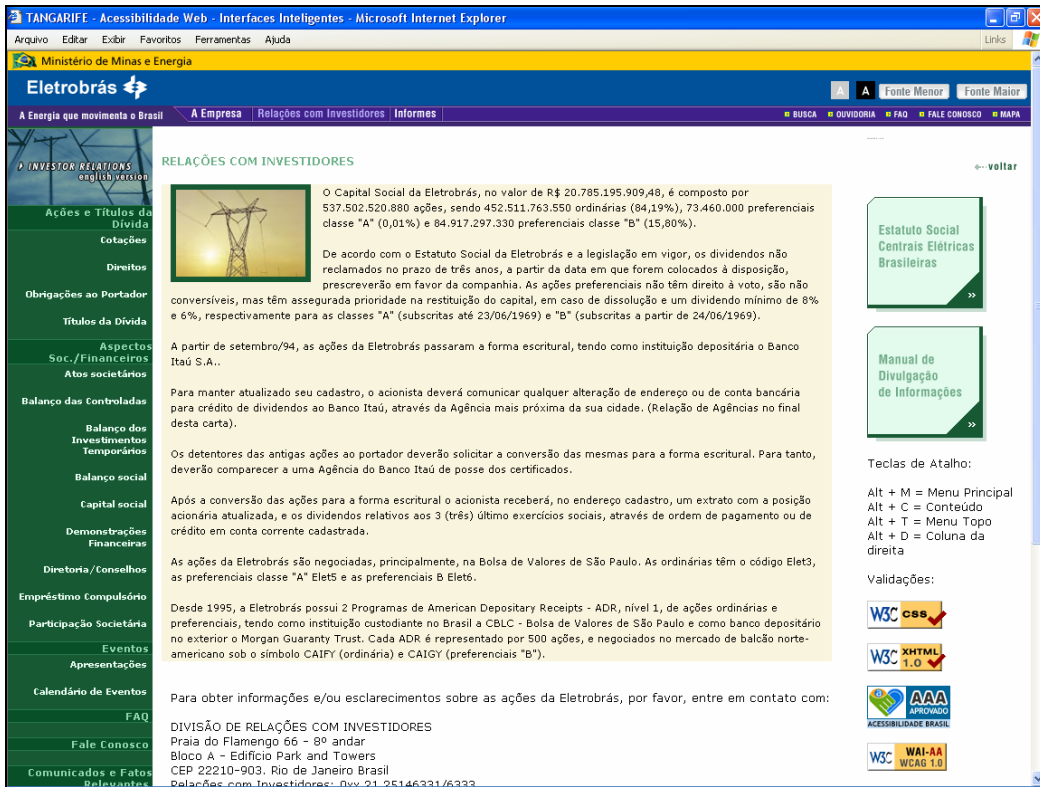 TANGARIFE - Acessibilidade Web - Interfaces Inteligentes - Microsoft Internet Explorer
Arquivo Editar Exibir Favoritos Ferramentas Ajuda Links
Ministério de Minas e Energia
Eletrobrás
A A Fonte Menor Fonte Maior
A Energia que movimenta o Brasil A Empresa Relações com Investidores Informes BUSCA OUVIDORIA FAQ FALE CONOSCO MAPA
INVESTOR RELATIONS
english version
Ações e Títulos da
Dívida
Cotações
Direitos
Obrigações ao Portador
Títulos da Dívida
Aspectos
Soc./Financeiros
Atos societários
Balanço das Controladas
Balanço dos
Investimentos
Temporários
Balanço social
Capital social
Demonstrações
Financeiras
Diretoria/Conselhos
Empréstimo Compulsório
Participação Societária
Eventos
Apresentações
Calendário de Eventos
FAQ
Fale Conosco
Comunicados e Fatos
Relevantes
RELAÇÕES COM INVESTIDORES
O Capital Social da Eletrobrás, no valor de R$ 20.785.195.909,48, é composto por
537.502.520.880 ações, sendo 452.511.763.550 ordinárias (84,19%), 73.460.000 preferenciais
classe "A" (0,01%) e 84.917.297.330 preferenciais classe "B" (15,80%).
De acordo com o Estatuto Social da Eletrobrás e a legislação em vigor, os dividendos não
reclamados no prazo de três anos, a partir da data em que forem colocados à disposição,
prescreverão em favor da companhia. As ações preferenciais não têm direito à voto, são não
conversíveis, mas têm assegurada prioridade na restituição do capital, em caso de dissolução e um dividendo mínimo de 8%
e 6%, respectivamente para as classes "A" (subscritas até 23/06/1969) e "B" (subscritas a partir de 24/06/1969).
A partir de setembro/94, as ações da Eletrobrás passaram a forma escritural, tendo como instituição depositária o Banco
Itaú S.A..
Para manter atualizado seu cadastro, o acionista deverá comunicar qualquer alteração de endereço ou de conta bancária
para crédito de dividendos ao Banco Itaú, através da Agência mais próxima da sua cidade. (Relação de Agências no final
desta carta).
Os detentores das antigas ações ao portador deverão solicitar a conversão das mesmas para a forma escritural. Para tanto,
deverão comparecer a uma Agência do Banco Itaú de posse dos certificados.
Após a conversão das ações para a forma escritural o acionista receberá, no endereço cadastro, um extrato com a posição
acionária atualizada, e os dividendos relativos aos 3 (três) último exercícios sociais, através de ordem de pagamento ou de
crédito em conta corrente cadastrada.
As ações da Eletrobrás são negociadas, principalmente, na Bolsa de Valores de São Paulo. As ordinárias têm o código Elet3,
as preferenciais classe "A" Elet5 e as preferenciais B Elet6.
Desde 1995, a Eletrobrás possui 2 Programas de American Depositary Receipts - ADR, nível 1, de ações ordinárias e
preferenciais, tendo como instituição custodiante no Brasil a CBLC - Bolsa de Valores de São Paulo e como banco depositário
no exterior o Morgan Guaranty Trust. Cada ADR é representado por 500 ações, e negociados no mercado de balcão norte-
americano sob o símbolo CAIFY (ordinária) e CAIGY (preferenciais "B").
Para obter informações e/ou esclarecimentos sobre as ações da Eletrobrás, por favor, entre em contato com:
DIVISÃO DE RELAÇÕES COM INVESTIDORES
Praia do Flamengo 66 - 8º andar
Bloco A - Edifício Park and Towers
CEP 22210-903. Rio de Janeiro Brasil
Relações com Investidores: 0xx 21 25146331/6333
voltar
Estatuto Social
Centrais Elétricas
Brasileiras
»
Manual de
Divulgação
de Informações
»
Teclas de Atalho:
Alt + M = Menu Principal
Alt + C = Conteúdo
Alt + T = Menu Topo
Alt + D = Coluna da
direita
Validações:
W3C css
W3C XHTML 1.0
AAA
APROVADO
ACESSIBILIDADE BRASIL
W3C WAI-AA
WCAG 1.0